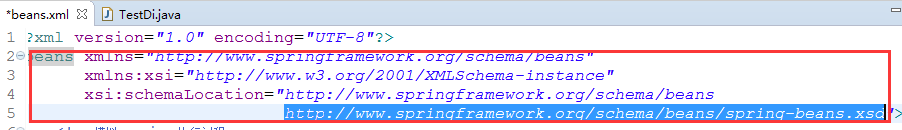 *beans.xml TestDi.java
1 ?xml version="1.0" encoding="UTF-8"?>
2 beans xmlns="http://www.springframework.org/schema/beans"
3 xmlns:xsi="http://www.w3.org/2001/XMLSchema-instance"
4 xsi:schemaLocation="http://www.springframework.org/schema/beans
5 http://www.springframework.org/schema/beans/spring-beans.xsd">